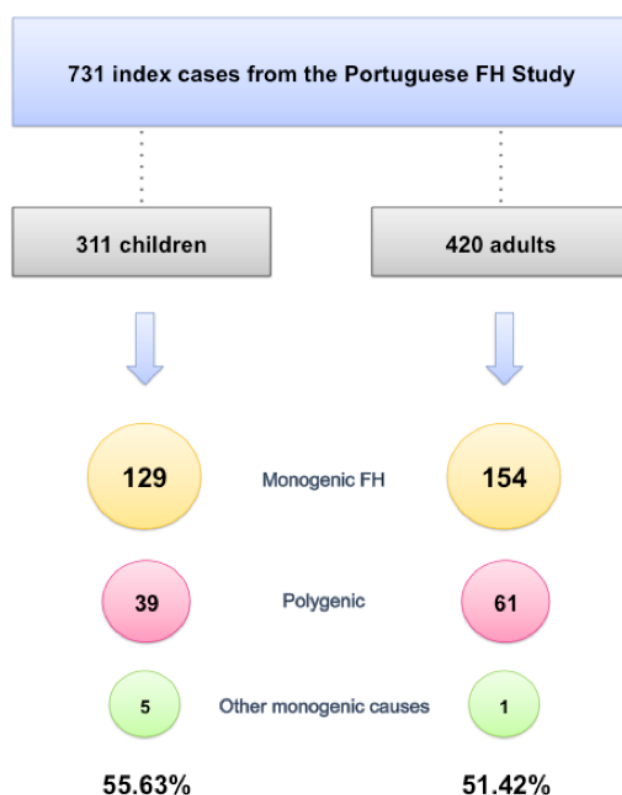 731 index cases from the Portuguese FH Study
311 children
420 adults
129
Monogenic FH
154
39
Polygenic
61
5
Other monogenic causes
1
55.63%
51.42%